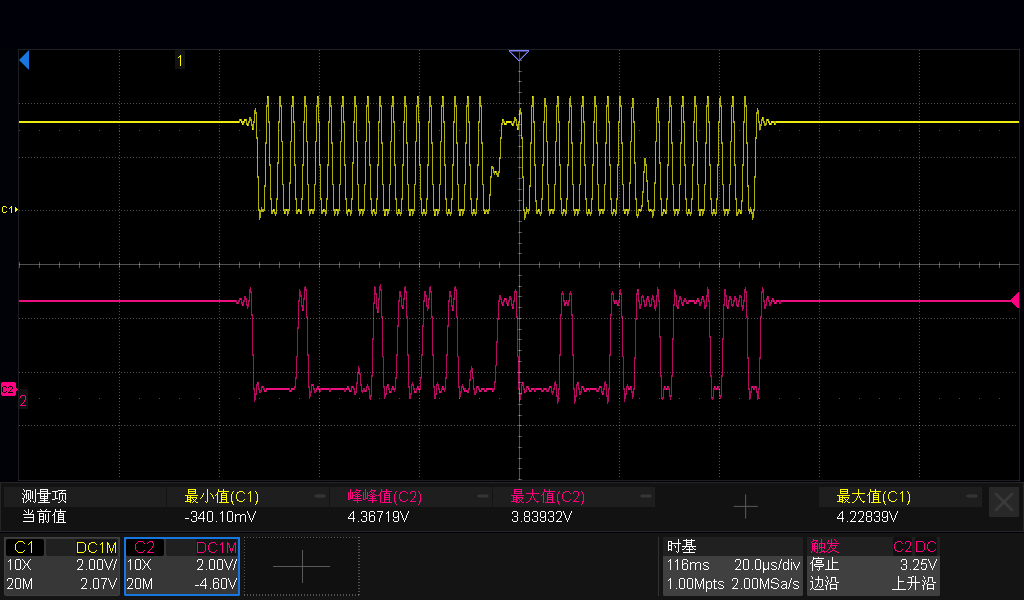 1
C1
C2
2
测量项 最小值(C1) 峰峰值(C2) 最大值(C2) 最大值(C1)
当前值 -340.10mV 4.36719V 3.83932V 4.22839V
C1 DC1M C2 DC1M 时基 触发 C2 DC
10X 2.00V/ 10X 2.00V/ 116ms 20.0μs/div 停止 3.25V
20M 2.07V 20M -4.60V 1.00Mpts 2.00MSa/s 边沿 上升沿